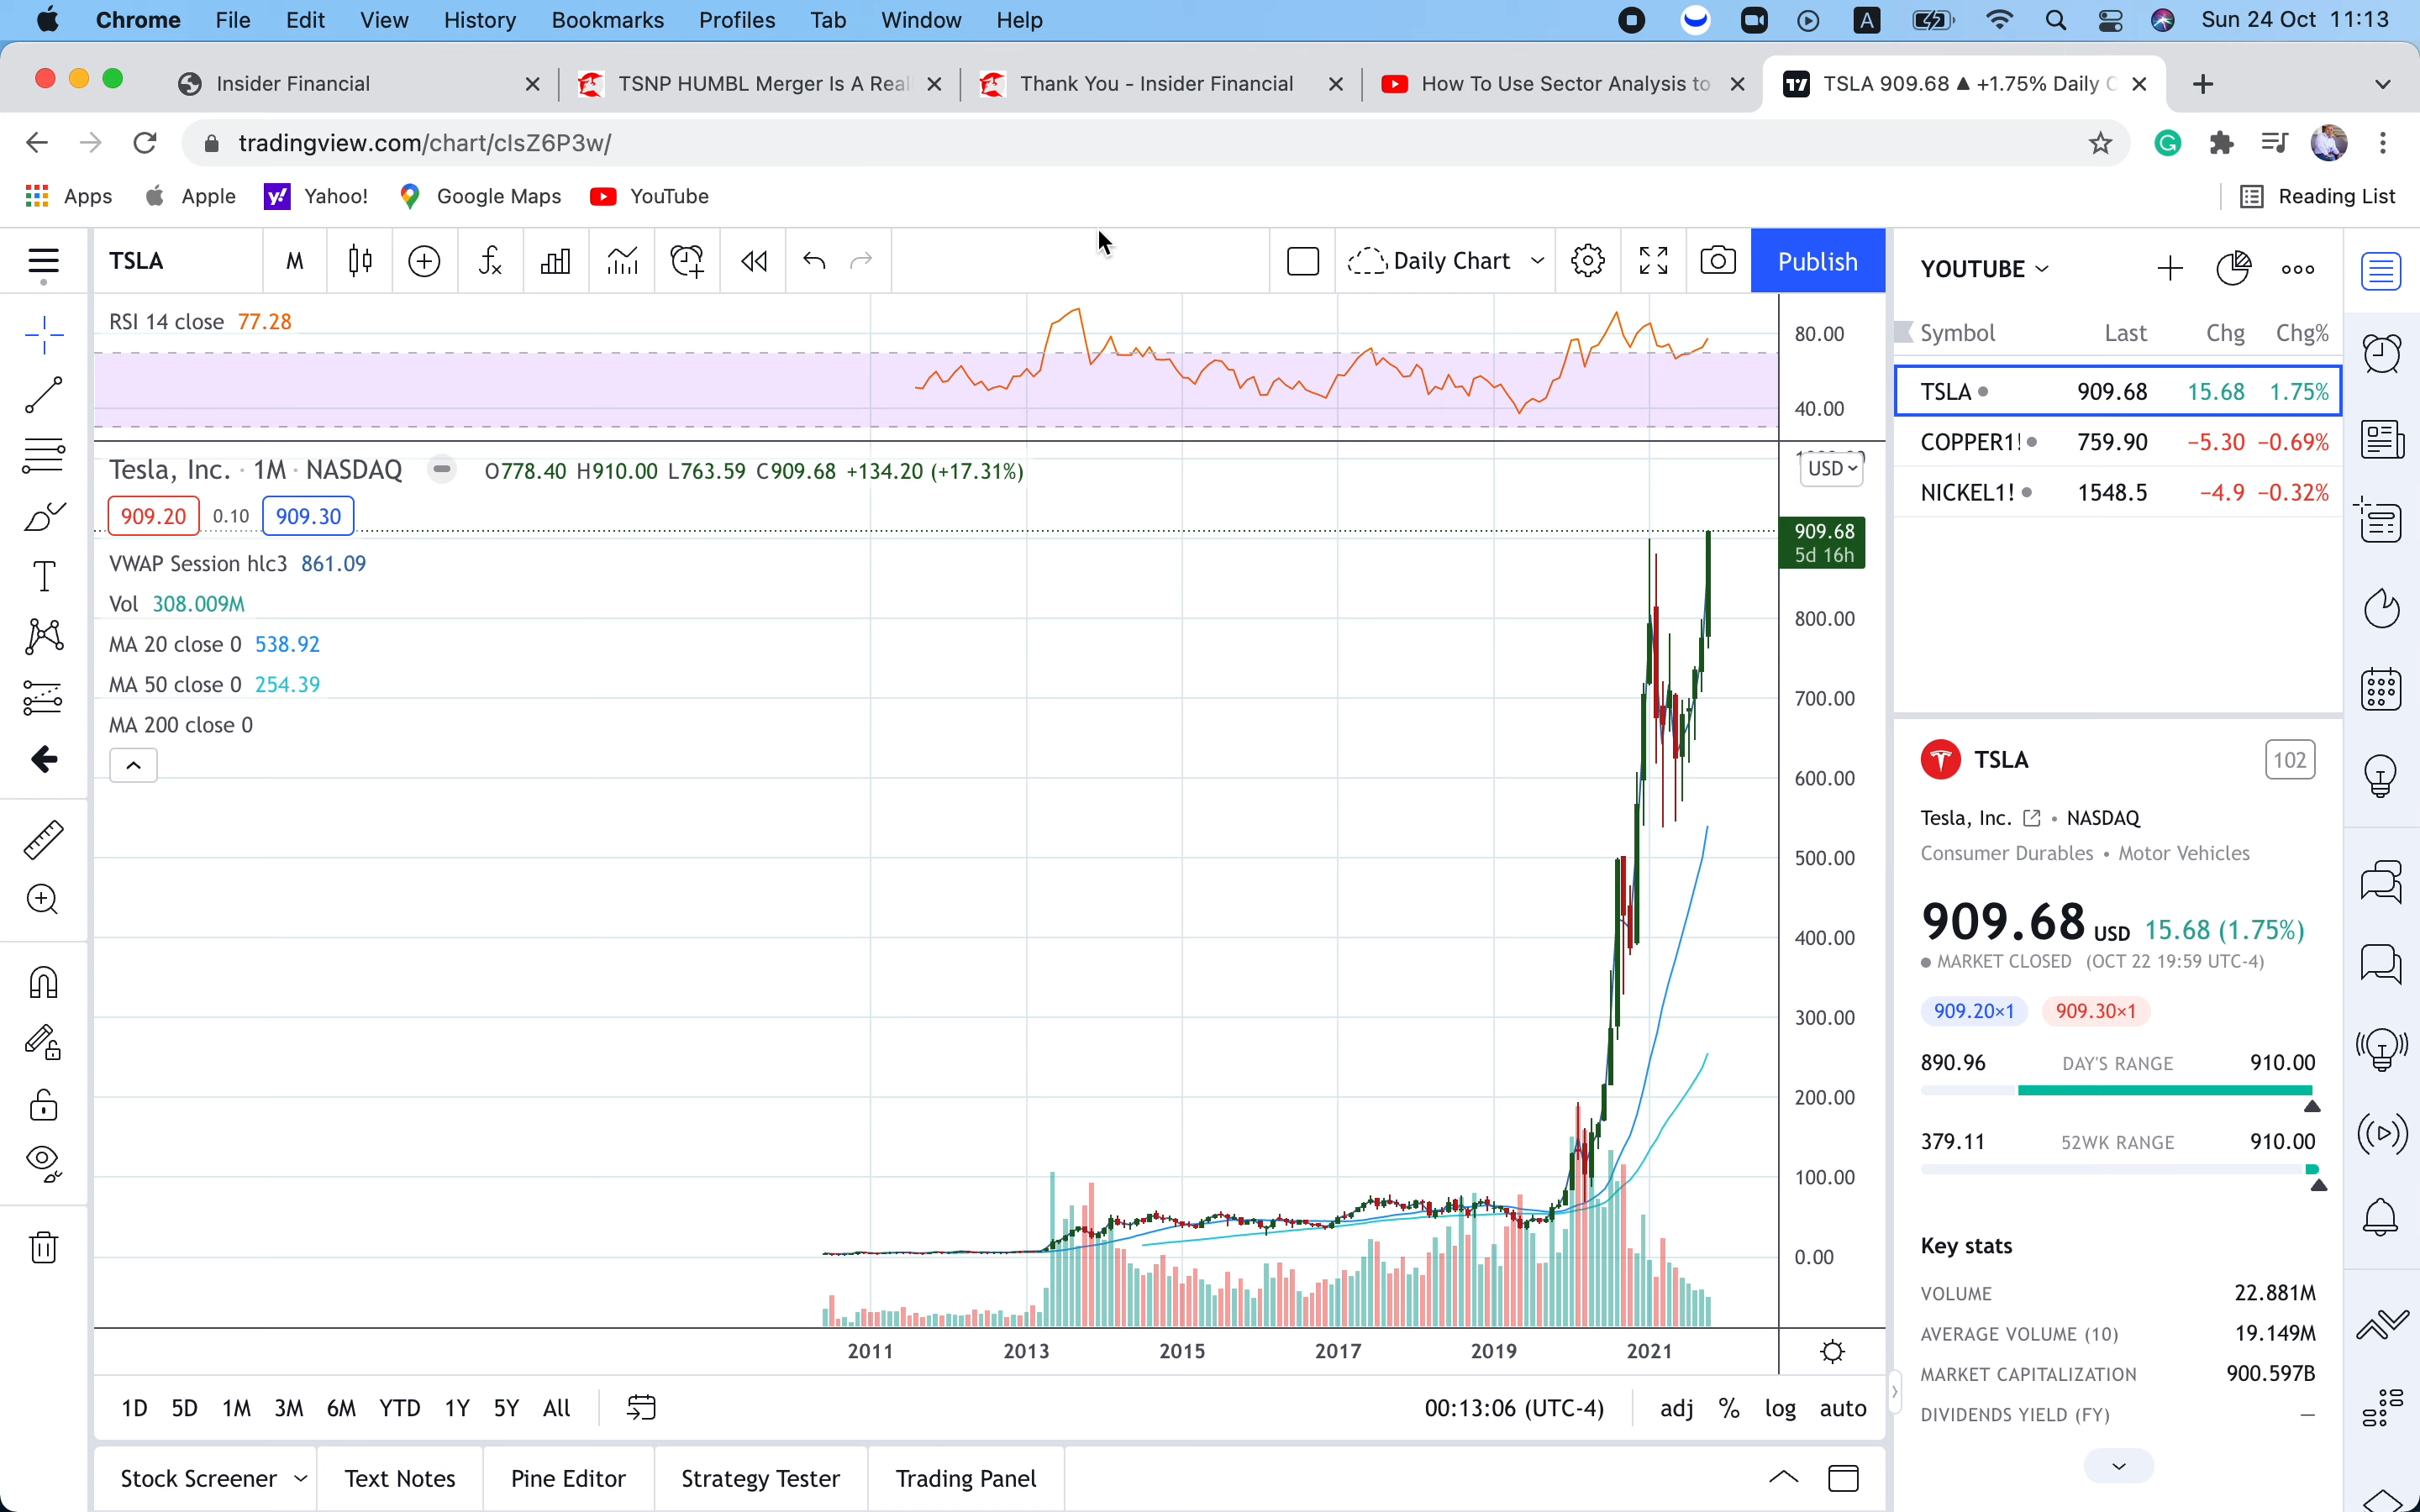 Chrome File Edit View History Bookmarks Profiles Tab Window Help A Sun 24 Oct 11:13
Insider Financial TSNP HUMBL Merger Is A Real Thank You - Insider Financial How To Use Sector Analysis to TSLA 909.68 ▲ +1.75% Daily C
tradingview.com/chart/clsZ6P3w/
Apps Apple Yahoo! Google Maps YouTube Reading List
TSLA M Daily Chart Publish
RSI 14 close 77.28
80.00
40.00
Tesla, Inc. · 1M · NASDAQ O778.40 H910.00 L763.59 C909.68 +134.20 (+17.31%)
USD
909.20 0.10 909.30
909.68
5d 16h
VWAP Session hlc3 861.09
Vol 308.009M
MA 20 close 0 538.92
MA 50 close 0 254.39
MA 200 close 0
800.00
700.00
600.00
500.00
400.00
300.00
200.00
100.00
0.00
2011 2013 2015 2017 2019 2021
1D 5D 1M 3M 6M YTD 1Y 5Y All 00:13:06 (UTC-4) adj % log auto
Stock Screener Text Notes Pine Editor Strategy Tester Trading Panel
YOUTUBE
Symbol Last Chg Chg%
TSLA 909.68 15.68 1.75%
COPPER1! 759.90 −5.30 −0.69%
NICKEL1! 1548.5 −4.9 −0.32%
TSLA 102
Tesla, Inc. • NASDAQ
Consumer Durables • Motor Vehicles
909.68 USD 15.68 (1.75%)
MARKET CLOSED (OCT 22 19:59 UTC-4)
909.20×1 909.30×1
890.96 DAY'S RANGE 910.00
379.11 52WK RANGE 910.00
Key stats
VOLUME 22.881M
AVERAGE VOLUME (10) 19.149M
MARKET CAPITALIZATION 900.597B
DIVIDENDS YIELD (FY) —